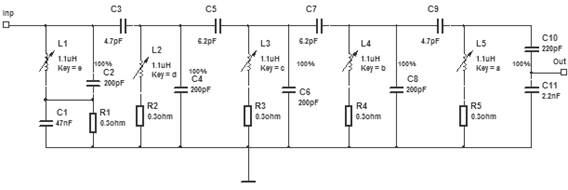 Inp
C3
4.7pF
C5
6.2pF
C7
6.2pF
C9
4.7pF
L1
1.1uH
Key = e
100%
C2
200pF
L2
1.1uH
Key = d
100%
C4
200pF
L3
1.1uH
Key = c
100%
C6
200pF
L4
1.1uH
Key = b
100%
C8
200pF
L5
1.1uH
Key = a
100%
C10
220pF
Out
C11
2.2nF
C1
47nF
R1
0.3ohm
R2
0.3ohm
R3
0.3ohm
R4
0.3ohm
R5
0.3ohm